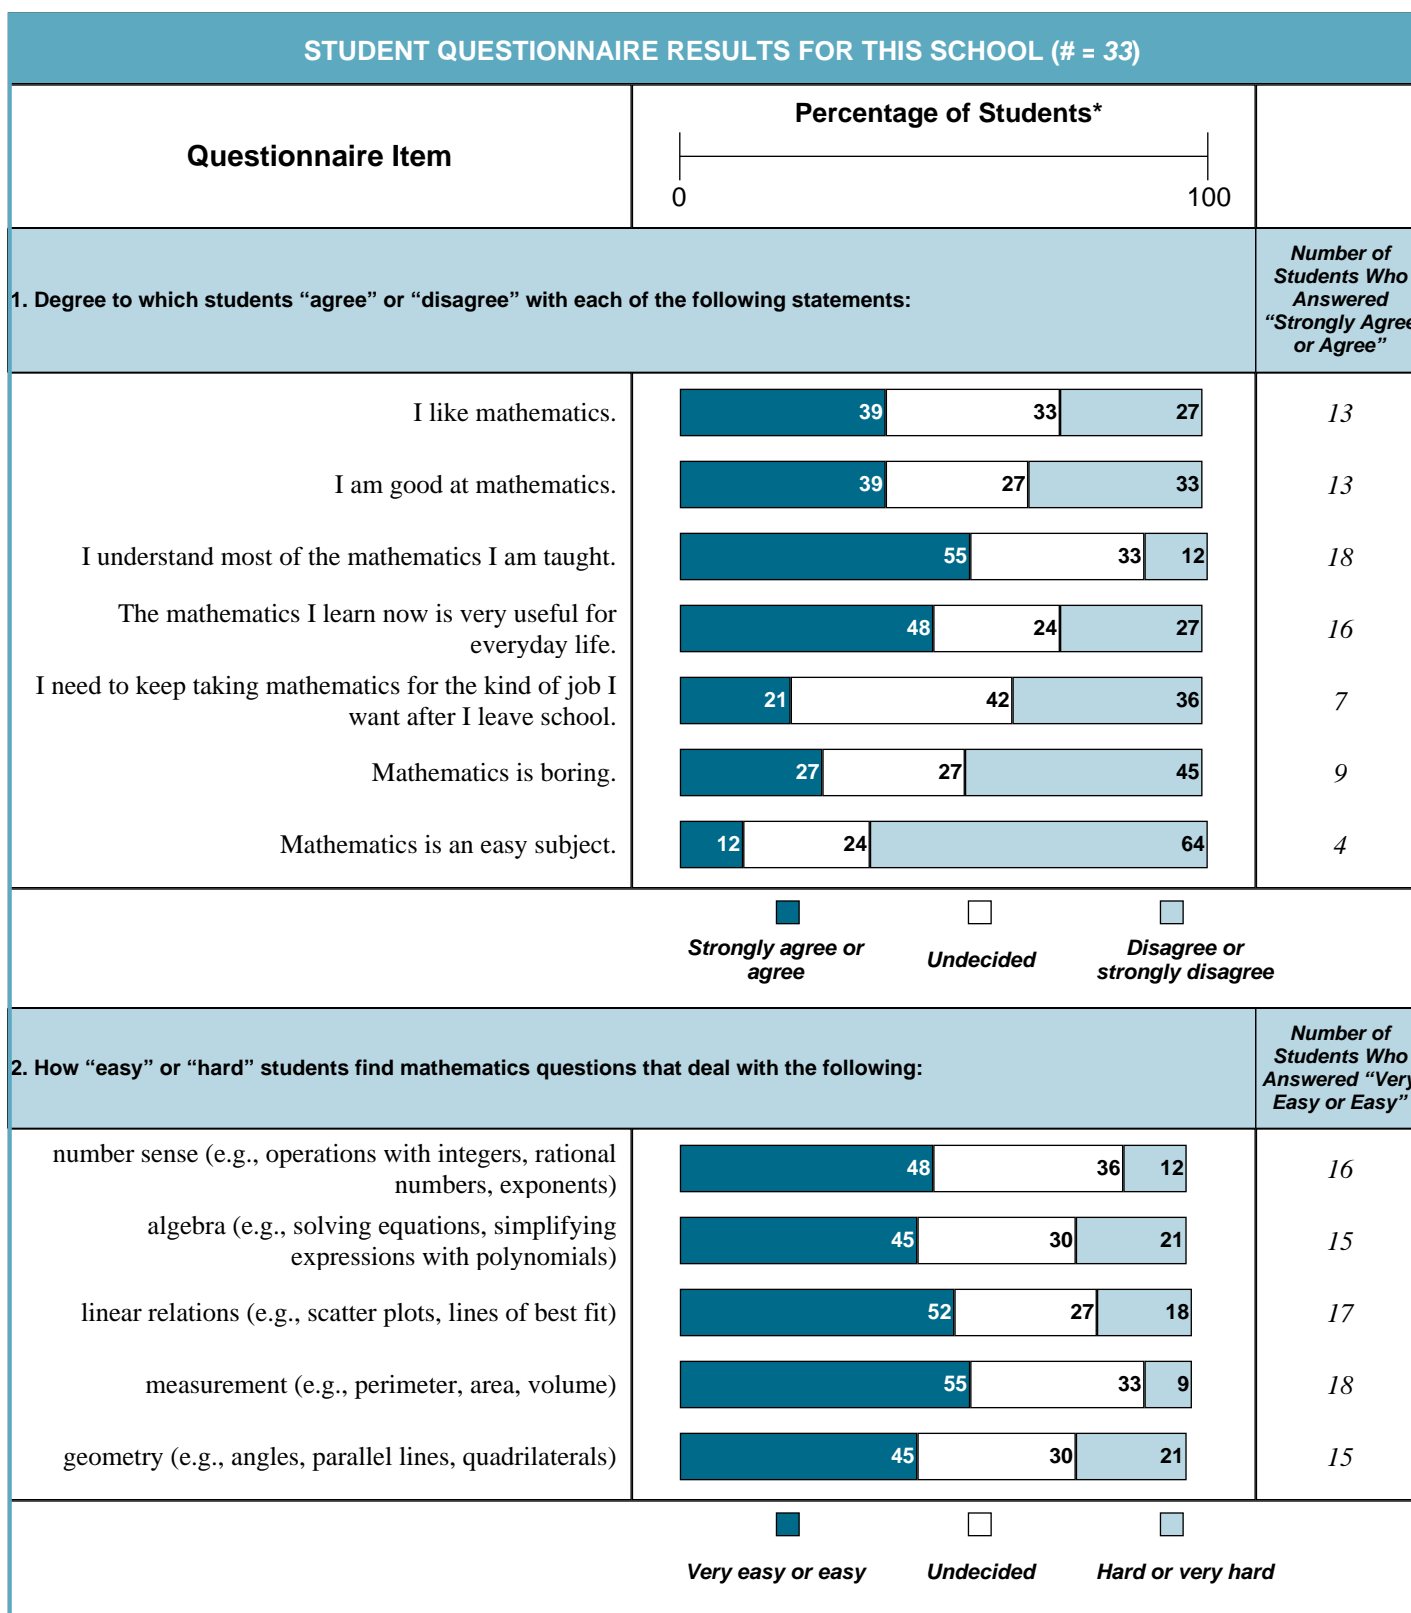 STUDENT QUESTIONNAIRE RESULTS FOR THIS SCHOOL (# = 33)
Questionnaire Item
Percentage of Students*
0 100
1. Degree to which students “agree” or “disagree” with each of the following statements:
Number of
Students Who
Answered
“Strongly Agree
or Agree”
I like mathematics. 39 33 27 13
I am good at mathematics. 39 27 33 13
I understand most of the mathematics I am taught. 55 33 12 18
The mathematics I learn now is very useful for
everyday life. 48 24 27 16
I need to keep taking mathematics for the kind of job I
want after I leave school. 21 42 36 7
Mathematics is boring. 27 27 45 9
Mathematics is an easy subject. 12 24 64 4
Strongly agree or
agree
Undecided
Disagree or
strongly disagree
2. How “easy” or “hard” students find mathematics questions that deal with the following:
Number of
Students Who
Answered “Very
Easy or Easy”
number sense (e.g., operations with integers, rational
numbers, exponents) 48 36 12 16
algebra (e.g., solving equations, simplifying
expressions with polynomials) 45 30 21 15
linear relations (e.g., scatter plots, lines of best fit) 52 27 18 17
measurement (e.g., perimeter, area, volume) 55 33 9 18
geometry (e.g., angles, parallel lines, quadrilaterals) 45 30 21 15
Very easy or easy Undecided Hard or very hard